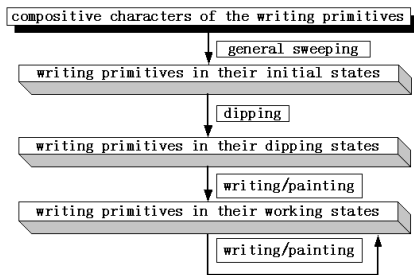 compositive characters of the writing primitives
general sweeping
writing primitives in their initial states
dipping
writing primitives in their dipping states
writing/painting
writing primitives in their working states
writing/painting